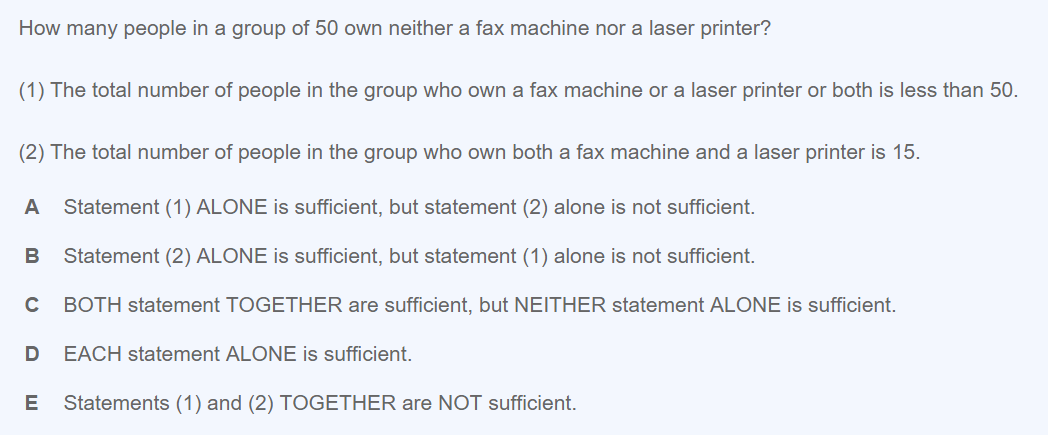 How many people in a group of 50 own neither a fax machine nor a laser printer?
(1) The total number of people in the group who own a fax machine or a laser printer or both is less than 50.
(2) The total number of people in the group who own both a fax machine and a laser printer is 15.
A Statement (1) ALONE is sufficient, but statement (2) alone is not sufficient.
B Statement (2) ALONE is sufficient, but statement (1) alone is not sufficient.
C BOTH statement TOGETHER are sufficient, but NEITHER statement ALONE is sufficient.
D EACH statement ALONE is sufficient.
E Statements (1) and (2) TOGETHER are NOT sufficient.